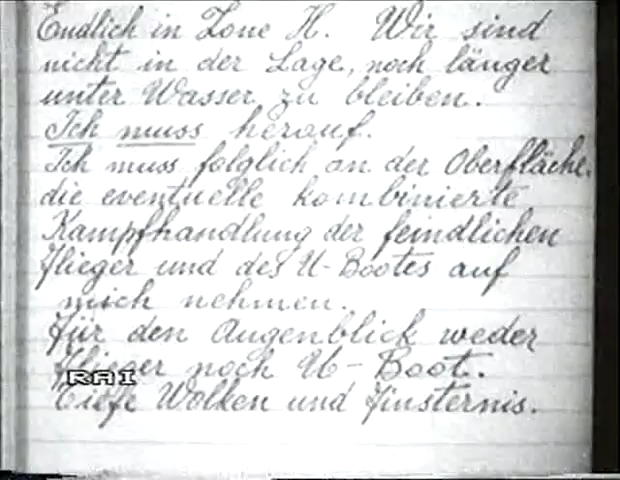 Endlich in Zone H. Wir sind
nicht in der Lage, noch länger
unter Wasser zu bleiben.
Ich muss herauf.
Ich muss folglich an der Oberfläche,
die eventuelle kombinierte
Kampfhandlung der feindlichen
Flieger und des U-Bootes auf
mich nehmen.
Für den Augenblick weder
Flieger noch U-Boot.
RAI
Tiefe Wolken und Finsternis.